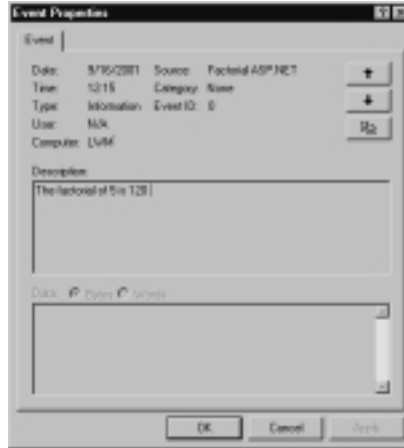 Event Properties
Event
Date: 9/16/2001 Source: Factorial ASP.NET
Time: 12:15 Category: None
Type: Information Event ID: 0
User: N/A
Computer: LWM
Description:
The factorial of 5 is 120
Data: Bytes Words
OK Cancel Apply